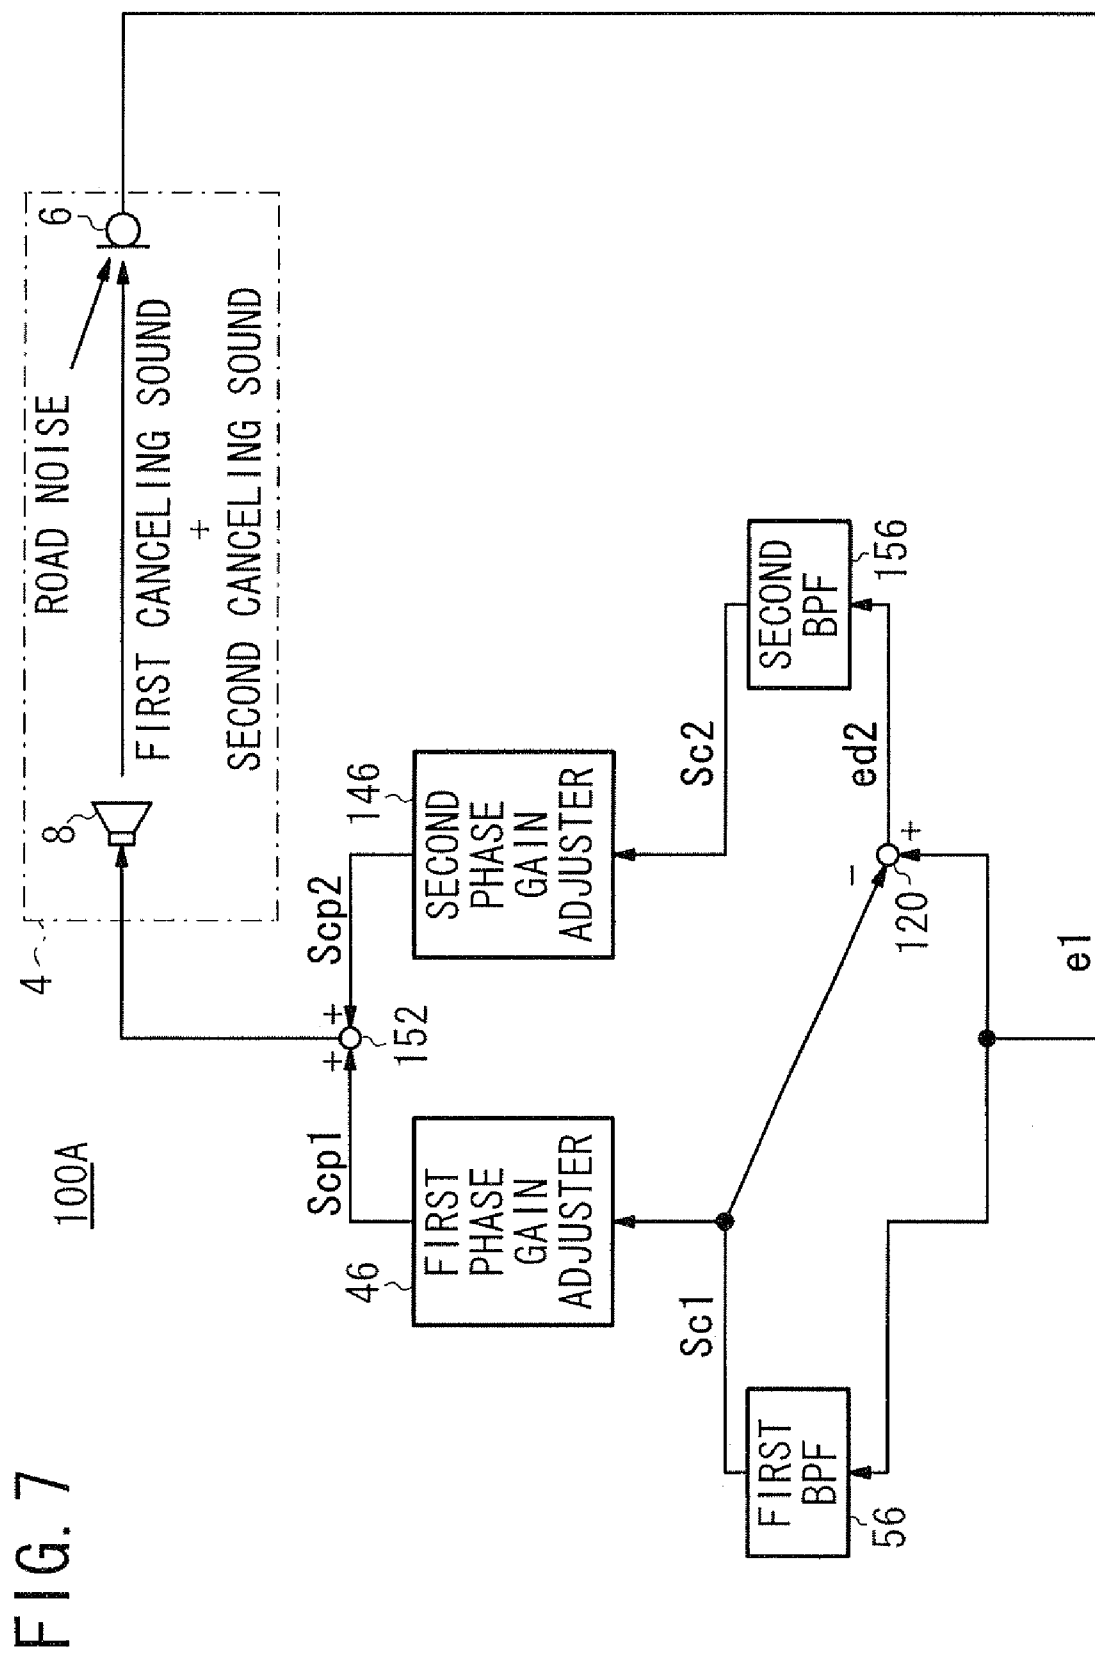 FIG. 7
100A
4
8
6
ROAD NOISE
FIRST CANCELING SOUND
+
SECOND CANCELING SOUND
Scp1
+
+
152
Scp2
46
FIRST
PHASE
GAIN
ADJUSTER
146
SECOND
PHASE
GAIN
ADJUSTER
Sc1
Sc2
FIRST
BPF
56
SECOND
BPF
156
−
+
120
ed2
e1